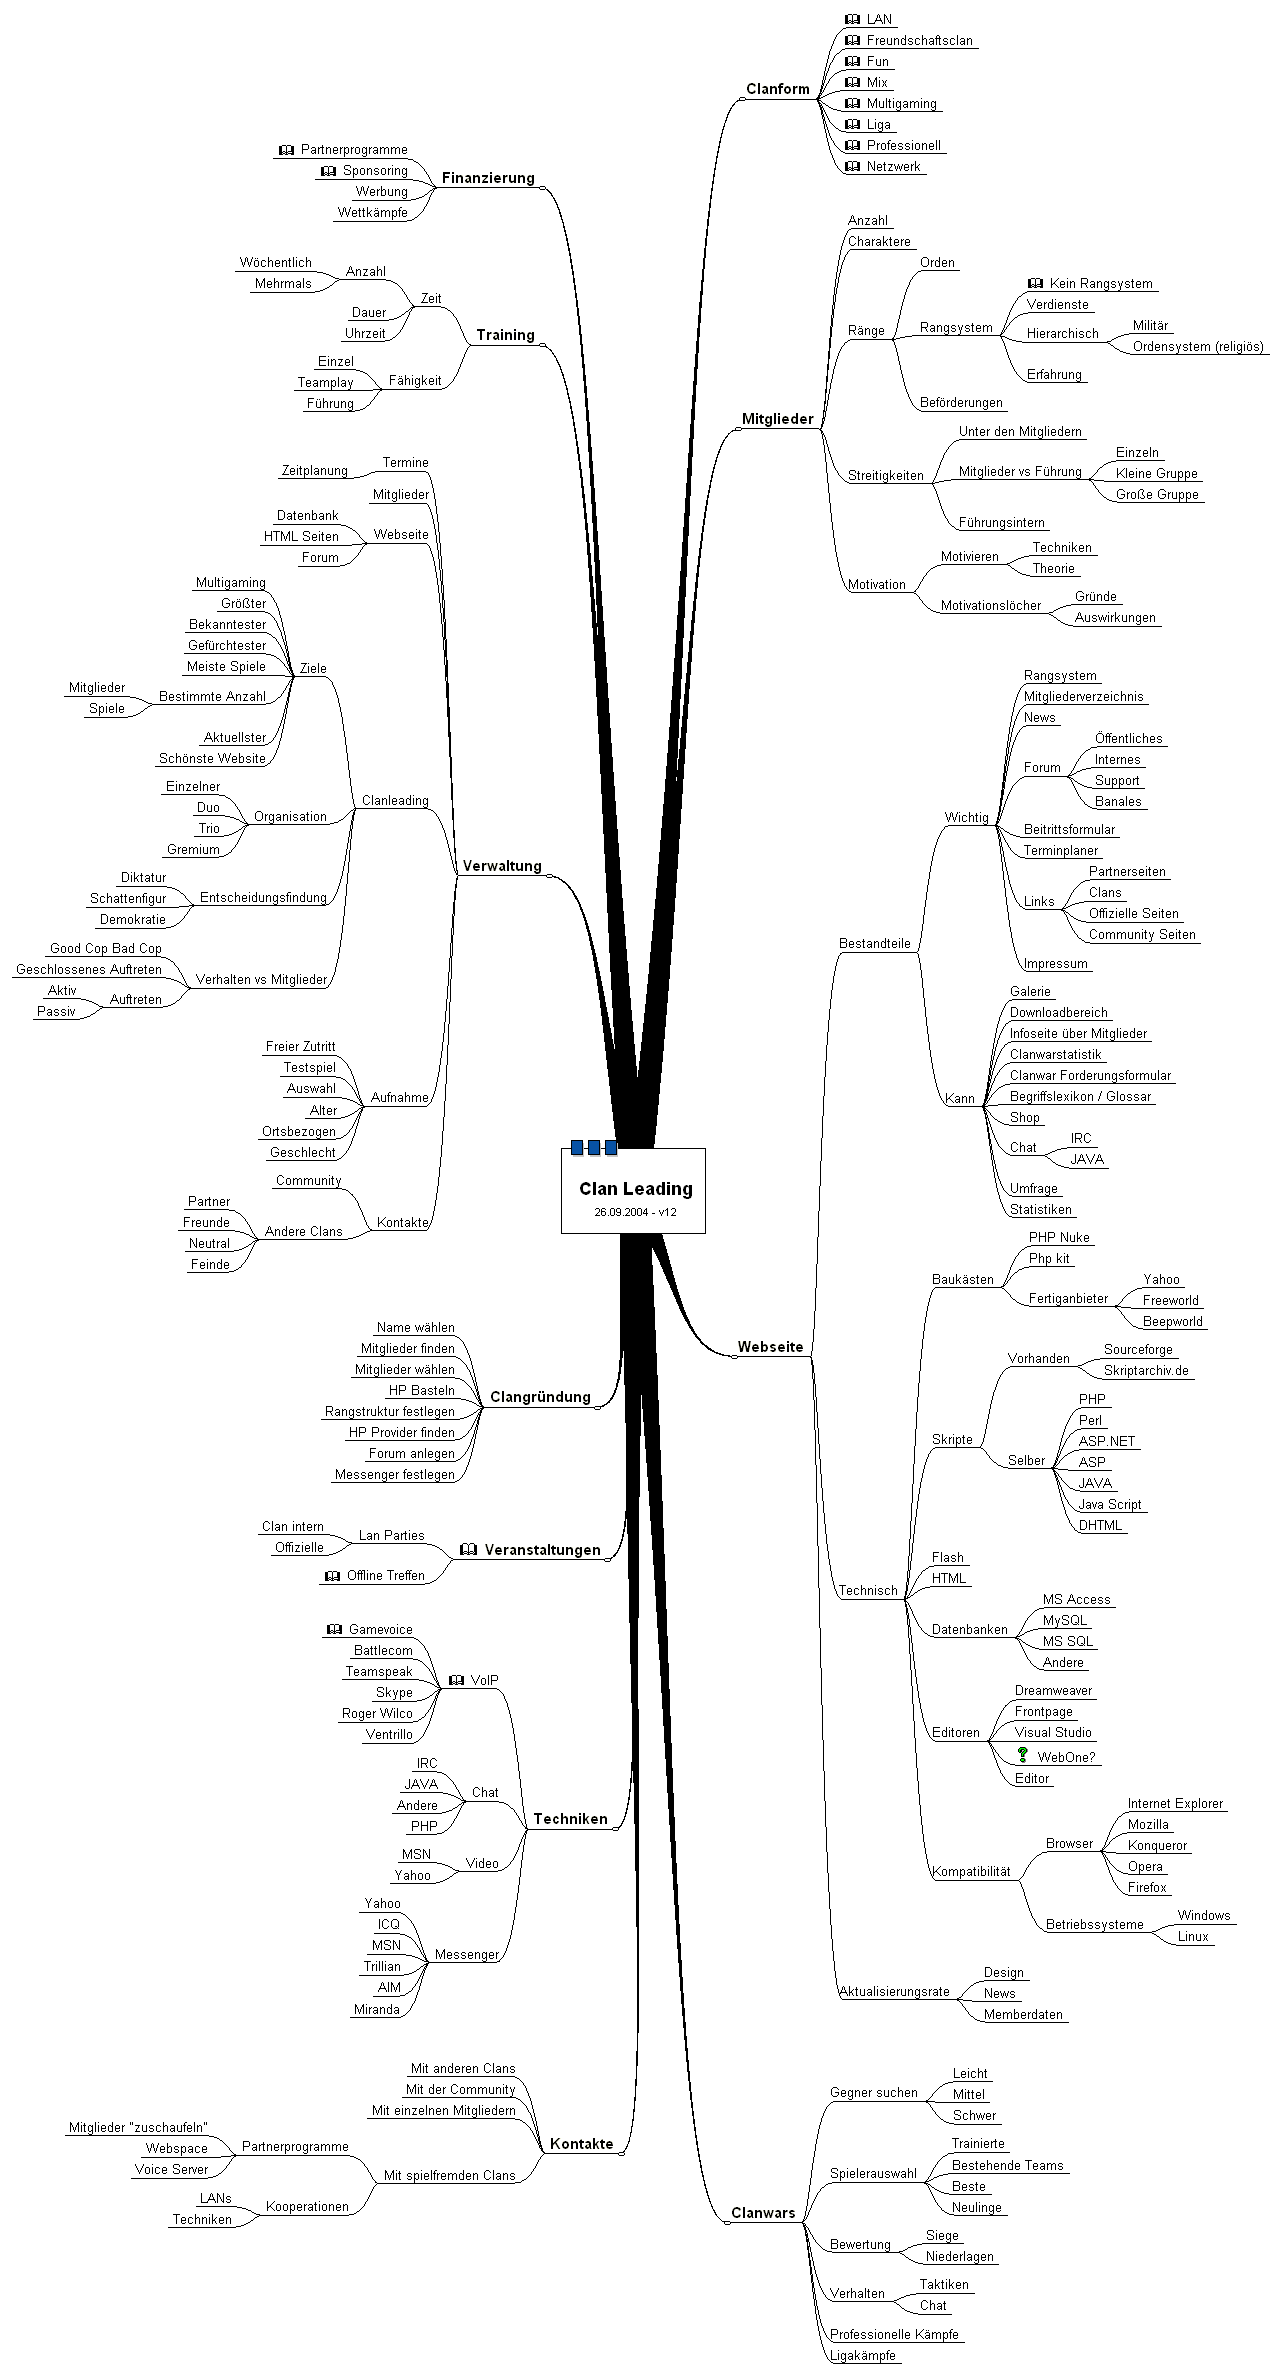 Clan Leading
26.09.2004 - v12
Clanform
LAN
Freundschaftsclan
Fun
Mix
Multigaming
Liga
Professionell
Netzwerk
Mitglieder
Anzahl
Charaktere
Ränge
Orden
Rangsystem
Kein Rangsystem
Verdienste
Hierarchisch
Militär
Ordensystem (religiös)
Erfahrung
Beförderungen
Streitigkeiten
Unter den Mitgliedern
Mitglieder vs Führung
Einzeln
Kleine Gruppe
Große Gruppe
Führungsintern
Motivation
Motivieren
Techniken
Theorie
Motivationslöcher
Gründe
Auswirkungen
Webseite
Bestandteile
Wichtig
Rangsystem
Mitgliederverzeichnis
News
Forum
Öffentliches
Internes
Support
Banales
Beitrittsformular
Terminplaner
Links
Partnerseiten
Clans
Offizielle Seiten
Community Seiten
Impressum
Kann
Galerie
Downloadbereich
Infoseite über Mitglieder
Clanwarstatistik
Clanwar Forderungsformular
Begriffslexikon / Glossar
Shop
Chat
IRC
JAVA
Umfrage
Statistiken
Technisch
Baukästen
PHP Nuke
Php kit
Fertiganbieter
Yahoo
Freeworld
Beepworld
Skripte
Vorhanden
Sourceforge
Skriptarchiv.de
Selber
PHP
Perl
ASP.NET
ASP
JAVA
Java Script
DHTML
Flash
HTML
Datenbanken
MS Access
MySQL
MS SQL
Andere
Editoren
Dreamweaver
Frontpage
Visual Studio
? WebOne?
Editor
Kompatibilität
Browser
Internet Explorer
Mozilla
Konqueror
Opera
Firefox
Betriebssysteme
Windows
Linux
Aktualisierungsrate
Design
News
Memberdaten
Clanwars
Gegner suchen
Leicht
Mittel
Schwer
Spielerauswahl
Trainierte
Bestehende Teams
Beste
Neulinge
Bewertung
Siege
Niederlagen
Verhalten
Taktiken
Chat
Professionelle Kämpfe
Ligakämpfe
Finanzierung
Partnerprogramme
Sponsoring
Werbung
Wettkämpfe
Training
Zeit
Anzahl
Wöchentlich
Mehrmals
Dauer
Uhrzeit
Fähigkeit
Einzel
Teamplay
Führung
Verwaltung
Termine
Zeitplanung
Mitglieder
Webseite
Datenbank
HTML Seiten
Forum
Clanleading
Ziele
Multigaming
Größter
Bekanntester
Gefürchtester
Meiste Spiele
Bestimmte Anzahl
Mitglieder
Spiele
Aktuellster
Schönste Website
Organisation
Einzelner
Duo
Trio
Gremium
Entscheidungsfindung
Diktatur
Schattenfigur
Demokratie
Verhalten vs Mitglieder
Good Cop Bad Cop
Geschlossenes Auftreten
Auftreten
Aktiv
Passiv
Aufnahme
Freier Zutritt
Testspiel
Auswahl
Alter
Ortsbezogen
Geschlecht
Kontakte
Community
Andere Clans
Partner
Freunde
Neutral
Feinde
Clangründung
Name wählen
Mitglieder finden
Mitglieder wählen
HP Basteln
Rangstruktur festlegen
HP Provider finden
Forum anlegen
Messenger festlegen
Veranstaltungen
Lan Parties
Clan intern
Offizielle
Offline Treffen
Techniken
VoIP
Gamevoice
Battlecom
Teamspeak
Skype
Roger Wilco
Ventrillo
Chat
IRC
JAVA
Andere
PHP
Video
MSN
Yahoo
Messenger
Yahoo
ICQ
MSN
Trillian
AIM
Miranda
Kontakte
Mit anderen Clans
Mit der Community
Mit einzelnen Mitgliedern
Mit spielfremden Clans
Partnerprogramme
Mitglieder "zuschaufeln"
Webspace
Voice Server
Kooperationen
LANs
Techniken